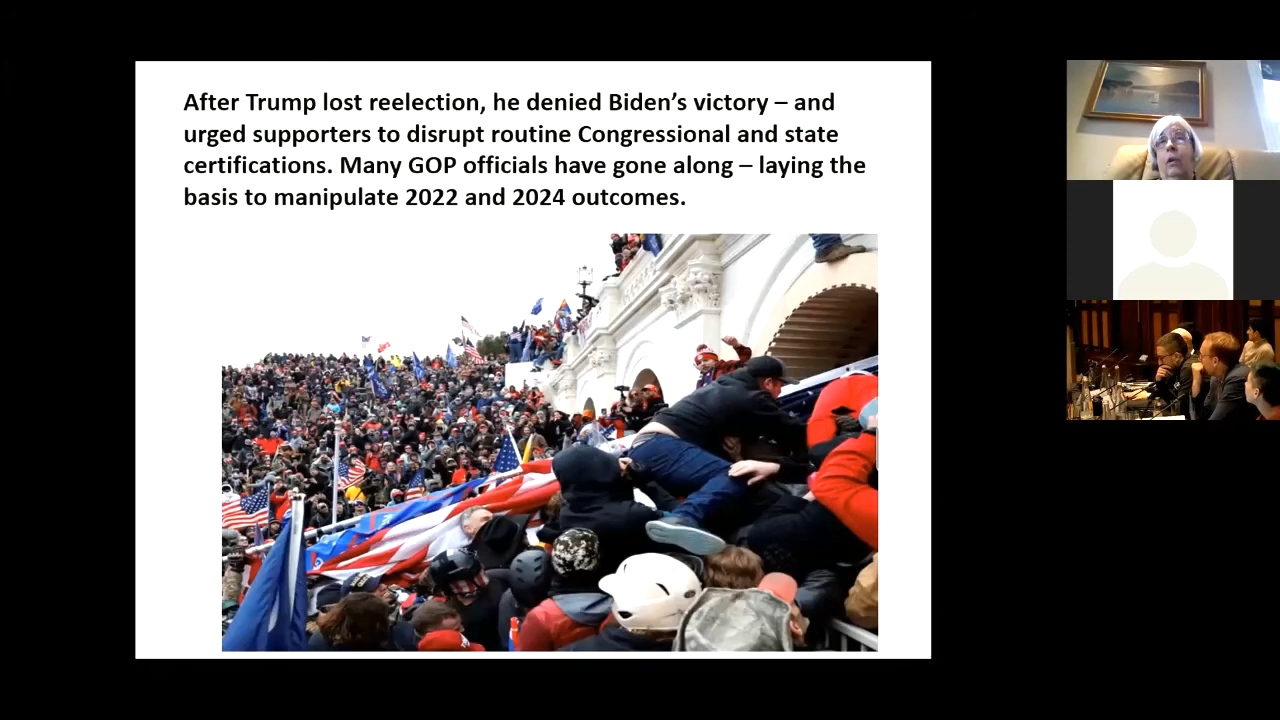 After Trump lost reelection, he denied Biden’s victory – and
urged supporters to disrupt routine Congressional and state
certifications. Many GOP officials have gone along – laying the
basis to manipulate 2022 and 2024 outcomes.